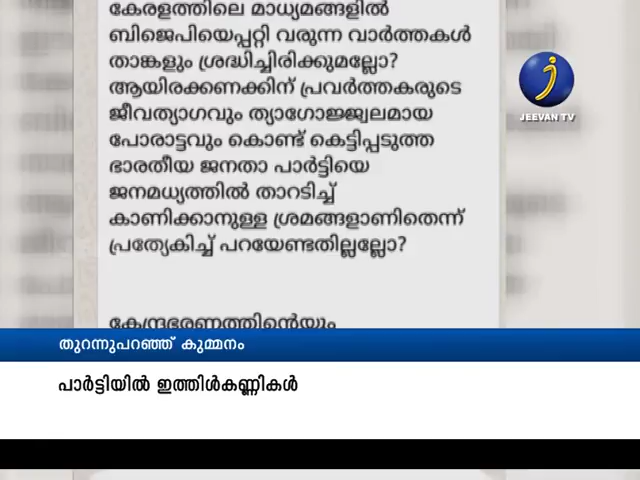 കേരളത്തിലെ മാധ്യമങ്ങളിൽ
ബിജെപിയെപ്പറ്റി വരുന്ന വാർത്തകൾ
താങ്കളും ശ്രദ്ധിച്ചിരിക്കുമല്ലോ?
ആയിരക്കണക്കിന് പ്രവർത്തകരുടെ
ജീവത്യാഗവും ത്യാഗോജ്ജ്വലമായ
പോരാട്ടവും കൊണ്ട് കെട്ടിപ്പടുത്ത
ഭാരതീയ ജനതാ പാർട്ടിയെ
ജനമധ്യത്തിൽ താറടിച്ച്
കാണിക്കാനുള്ള ശ്രമങ്ങളാണിതെന്ന്
പ്രത്യേകിച്ച് പറയേണ്ടതില്ലല്ലോ?
കേന്ദ്രഭരണത്തിന്റെയും
JEEVAN TV
തുറന്നുപറഞ്ഞ് കുമ്മനം
പാർട്ടിയിൽ ഇത്തിൾകണ്ണികൾ